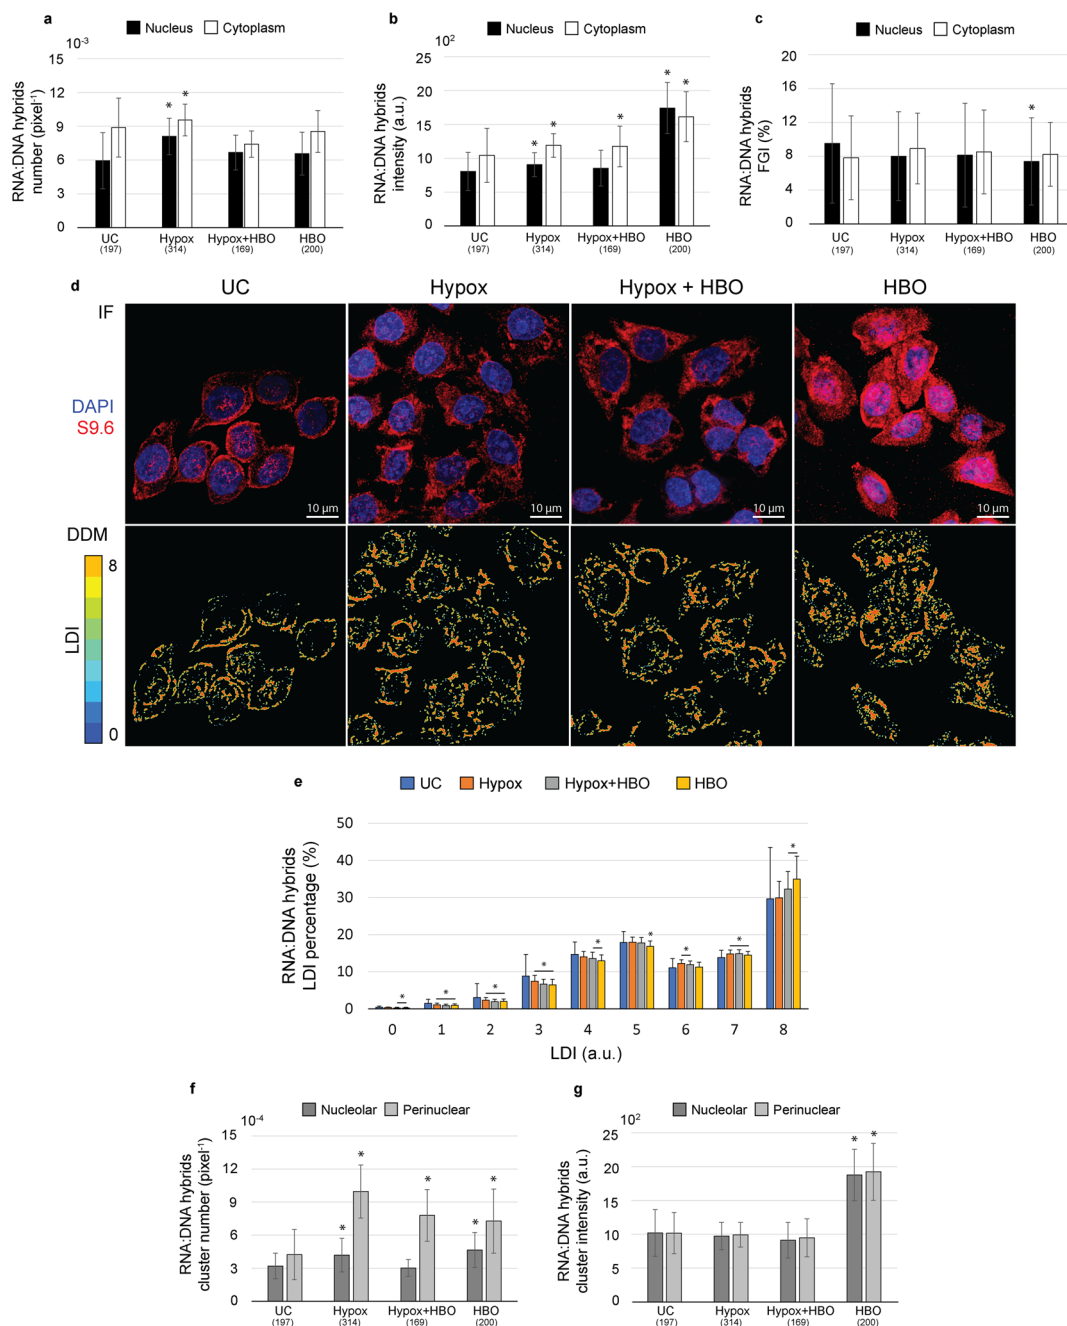 a
Nucleus Cytoplasm
10-3
15
12
9
6
3
0
RNA:DNA hybrids
number (pixel-1)
* *
UC Hypox Hypox+HBO HBO
(197) (314) (169) (200)
b
Nucleus Cytoplasm
102
25
20
15
10
5
0
RNA:DNA hybrids
intensity (a.u.)
* * * * *
UC Hypox Hypox+HBO HBO
(197) (314) (169) (200)
c
Nucleus Cytoplasm
20
16
12
8
4
0
RNA:DNA hybrids
FGI (%)
*
UC Hypox Hypox+HBO HBO
(197) (314) (169) (200)
d
UC Hypox Hypox + HBO HBO
IF
DAPI
S9.6
10 µm 10 µm 10 µm 10 µm
DDM
8
LDI
0
e
UC Hypox Hypox+HBO HBO
50
40
30
20
10
0
RNA:DNA hybrids
LDI percentage (%)
* * * * * * * * *
0 1 2 3 4 5 6 7 8
LDI (a.u.)
f
Nucleolar Perinuclear
10-4
15
12
9
6
3
0
RNA:DNA hybrids
cluster number (pixel-1)
* * * * *
UC Hypox Hypox+HBO HBO
(197) (314) (169) (200)
g
Nucleolar Perinuclear
102
25
20
15
10
5
0
RNA:DNA hybrids
cluster intensity (a.u.)
* *
UC Hypox Hypox+HBO HBO
(197) (314) (169) (200)